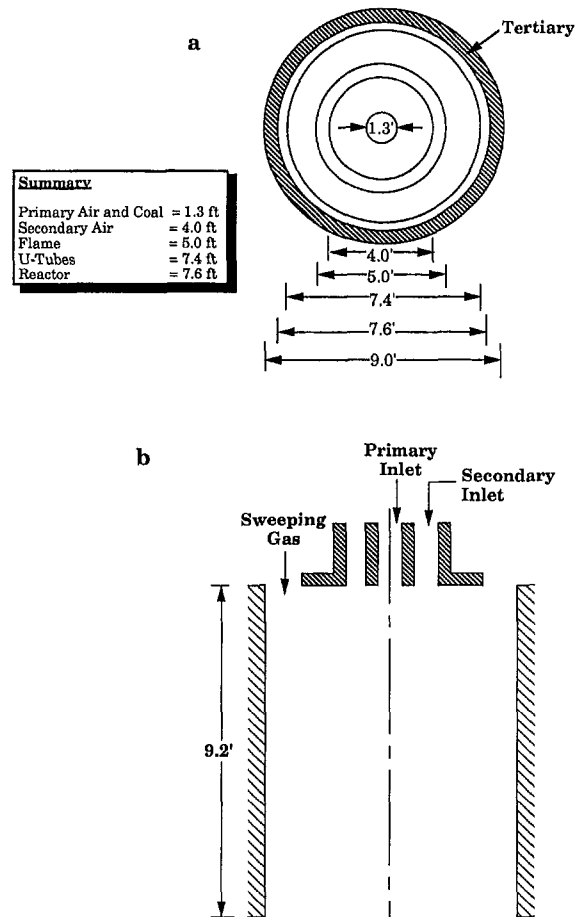 a
Tertiary
1.3'
Summary
Primary Air and Coal = 1.3 ft
Secondary Air = 4.0 ft
Flame = 5.0 ft
U-Tubes = 7.4 ft
Reactor = 7.6 ft
4.0'
5.0'
7.4'
7.6'
9.0'
b
Primary
Inlet
Secondary
Inlet
Sweeping
Gas
9.2'